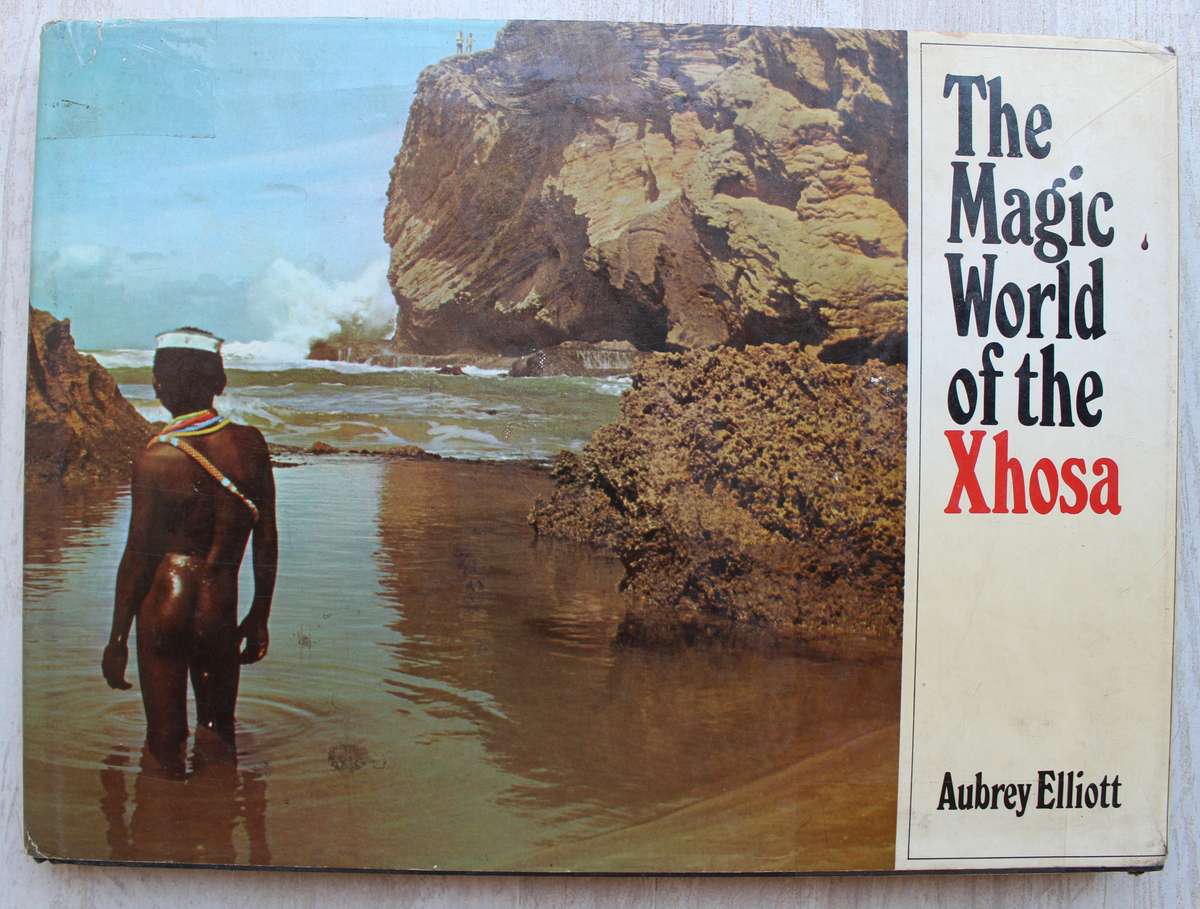 The
Magic
World
of the
Xhosa
Aubrey Elliott